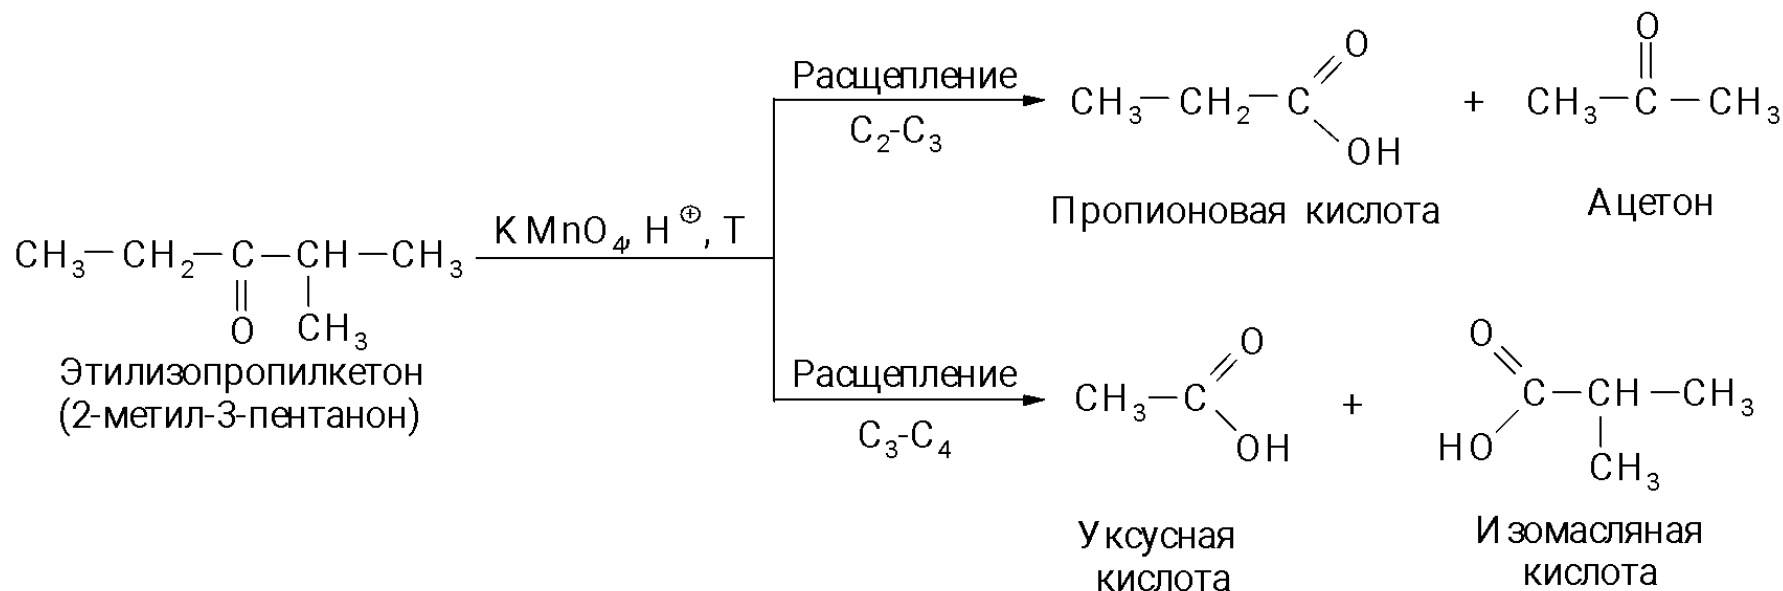 CH₃—CH₂—C—CH—CH₃
O CH₃
Этилизопропилкетон
(2-метил-3-пентанон)
KMnO₄, H⊕, T
Расщепление
C₂-C₃
O
CH₃—CH₂—C
OH
Пропионовая кислота
+
O
CH₃—C—CH₃
Ацетон
Расщепление
C₃-C₄
O
CH₃—C
OH
Уксусная
кислота
+
O
C—CH—CH₃
HO
CH₃
Изомасляная
кислота